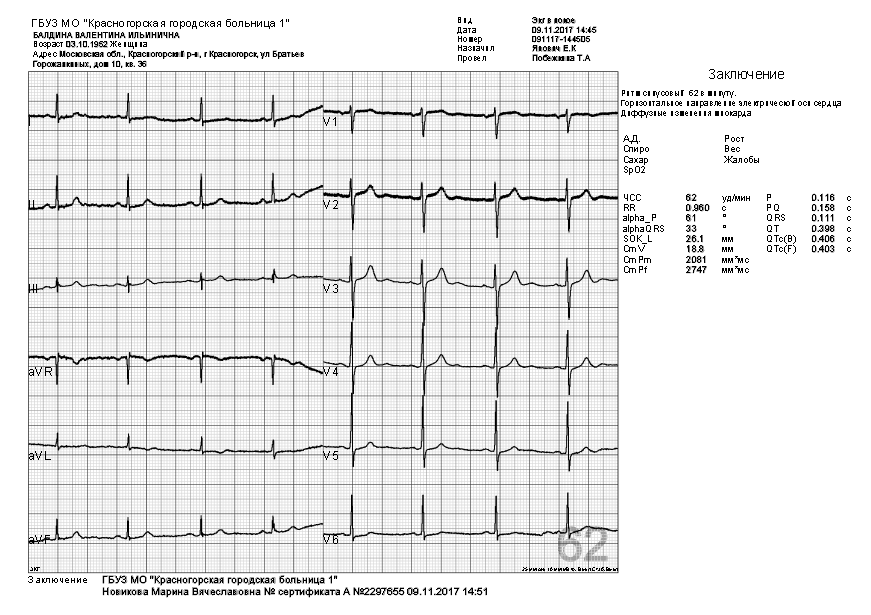 ГБУЗ МО "Красногорская городская больница 1"
БАЛДИНА ВАЛЕНТИНА ИЛЬИНИЧНА
Возраст 03.10.1952 Женщина
Адрес Московская обл., Красногорский р-н, г Красногорск, ул Братьев
Горожанкиных, дом 10, кв. 36
Вид Экг в покое
Дата 09.11.2017 14:45
Номер 091117-144505
Назначил Янович Е.К
Провел Побежкина Т.А
Заключение
Ритм синусовый 62 в минуту.
Горизонтальное направление электрической оси сердца
Диффузные изменения миокарда
А.Д. Рост
Спиро Вес
Сахар Жалобы
SpO2
ЧСС 62 уд/мин P 0.116 с
RR 0.960 с PQ 0.158 с
alpha_P 61 ° QRS 0.111 с
alphaQRS 33 ° QT 0.398 с
SOK_L 26.1 мм QTc(B) 0.406 с
CmV 18.8 мм QTc(F) 0.403 с
CmPm 2081 мм*мс
CmPf 2747 мм*мс
V1
II V2
III V3
aVR V4
aVL V5
aVF V6
62
ЭКГ
Заключение ГБУЗ МО "Красногорская городская больница 1"
Новикова Марина Вячеславовна № сертификата А №2297655 09.11.2017 14:51